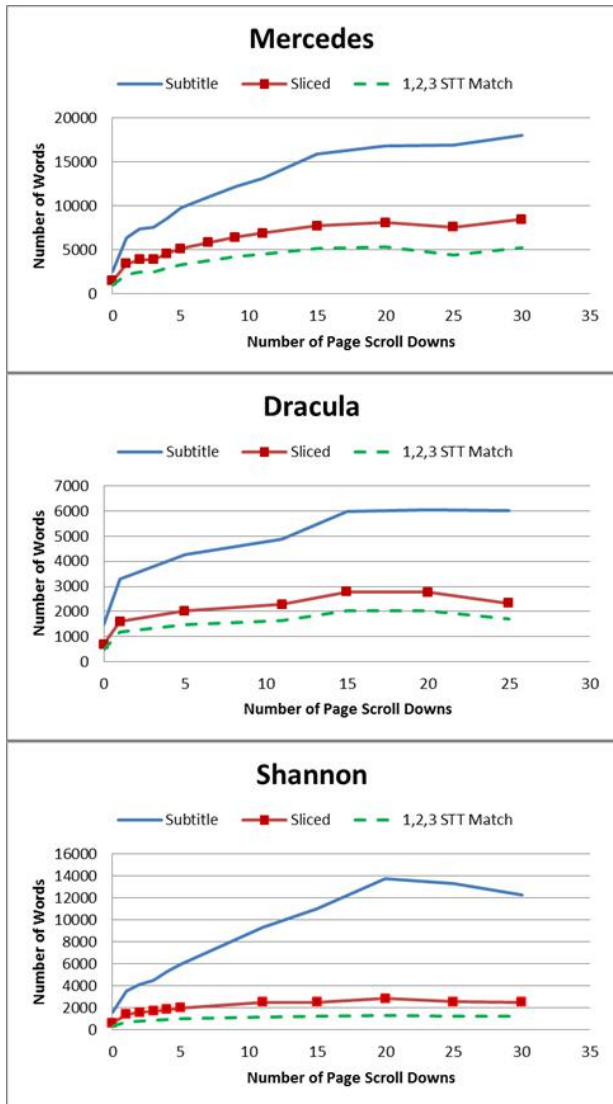 Mercedes
Subtitle Sliced 1,2,3 STT Match
20000
15000
10000
5000
0
Number of Words
0 5 10 15 20 25 30 35
Number of Page Scroll Downs
Dracula
Subtitle Sliced 1,2,3 STT Match
7000
6000
5000
4000
3000
2000
1000
0
Number of Words
0 5 10 15 20 25 30
Number of Page Scroll Downs
Shannon
Subtitle Sliced 1,2,3 STT Match
16000
14000
12000
10000
8000
6000
4000
2000
0
Number of Words
0 5 10 15 20 25 30 35
Number of Page Scroll Downs